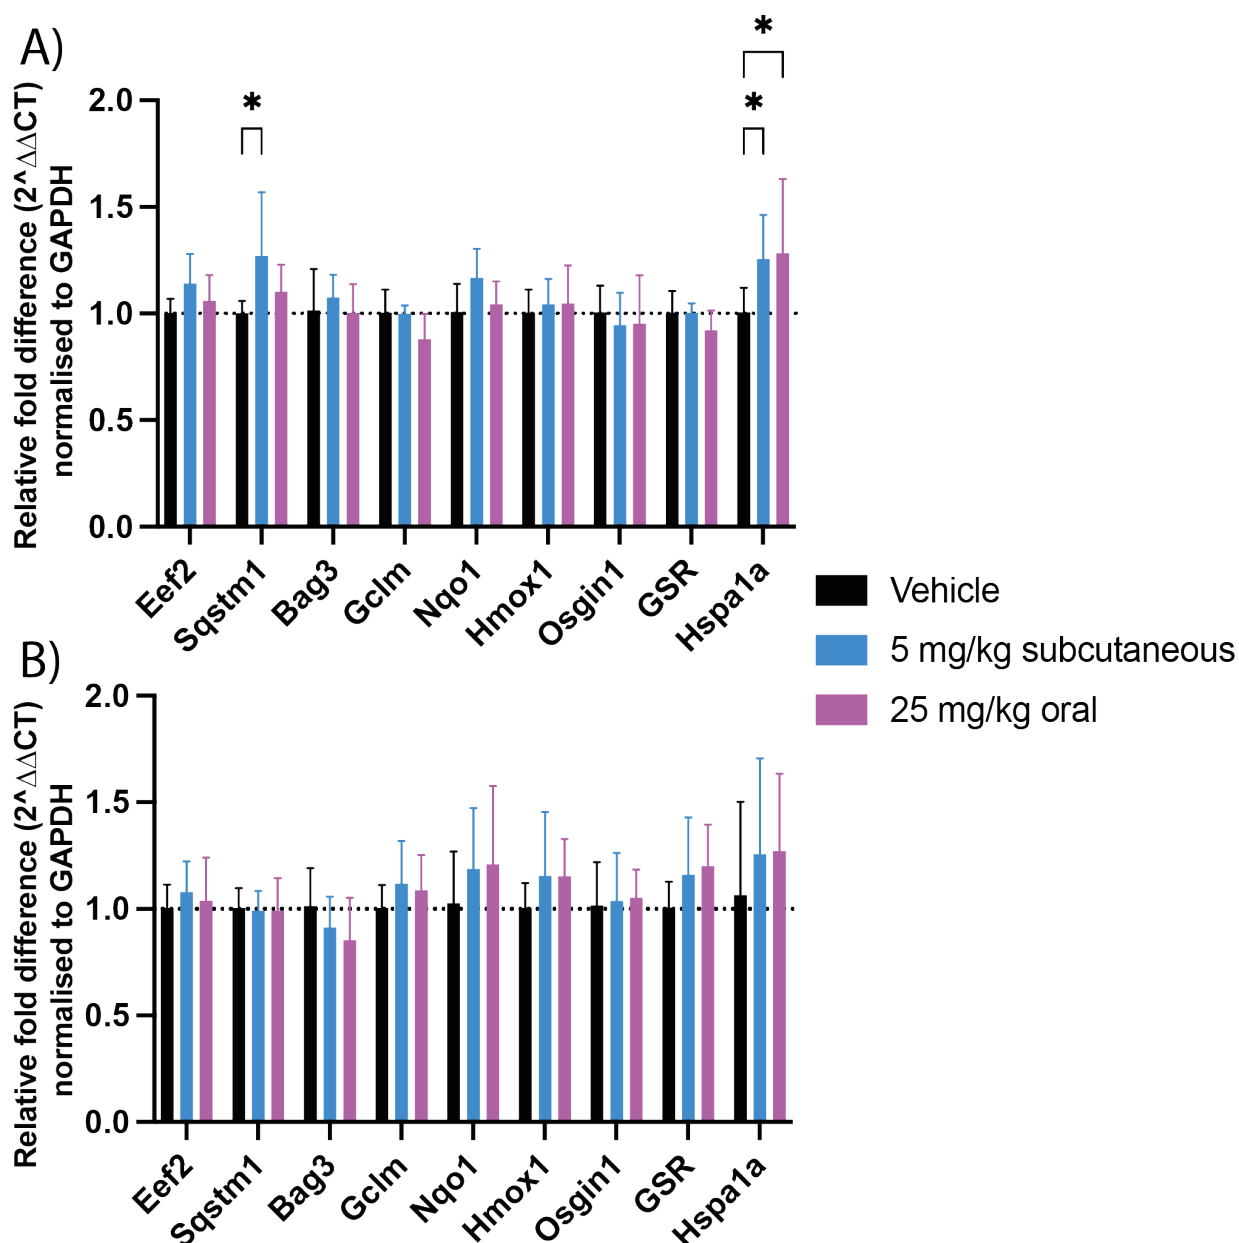 A)
*
*
*
Relative fold difference (2^ΔΔCT)
normalised to GAPDH
2.0
1.5
1.0
0.5
0.0
Eef2
Sqstm1
Bag3
Gclm
Nqo1
Hmox1
Osgin1
GSR
Hspa1a
Vehicle
5 mg/kg subcutaneous
25 mg/kg oral
B)
Relative fold difference (2^ΔΔCT)
normalised to GAPDH
2.0
1.5
1.0
0.5
0.0
Eef2
Sqstm1
Bag3
Gclm
Nqo1
Hmox1
Osgin1
GSR
Hspa1a